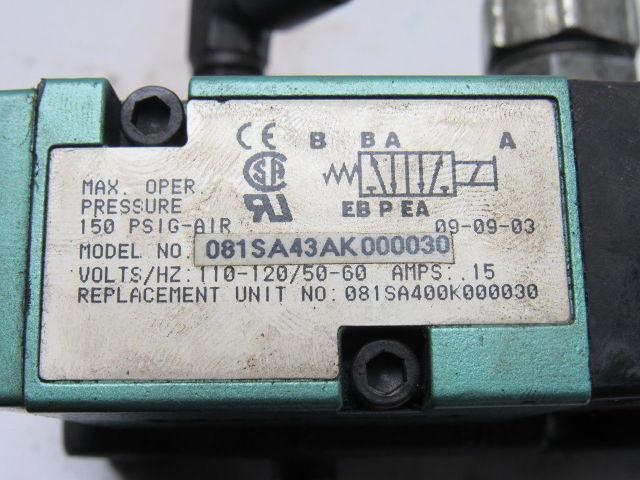 CE
B B A A
SA
MAX. OPER.
PRESSURE
EB P EA
150 PSIG-AIR 09-09-03
MODEL NO. 081SA43AK000030
VOLTS/HZ: 110-120/50-60 AMPS: .15
REPLACEMENT UNIT NO: 081SA400K000030